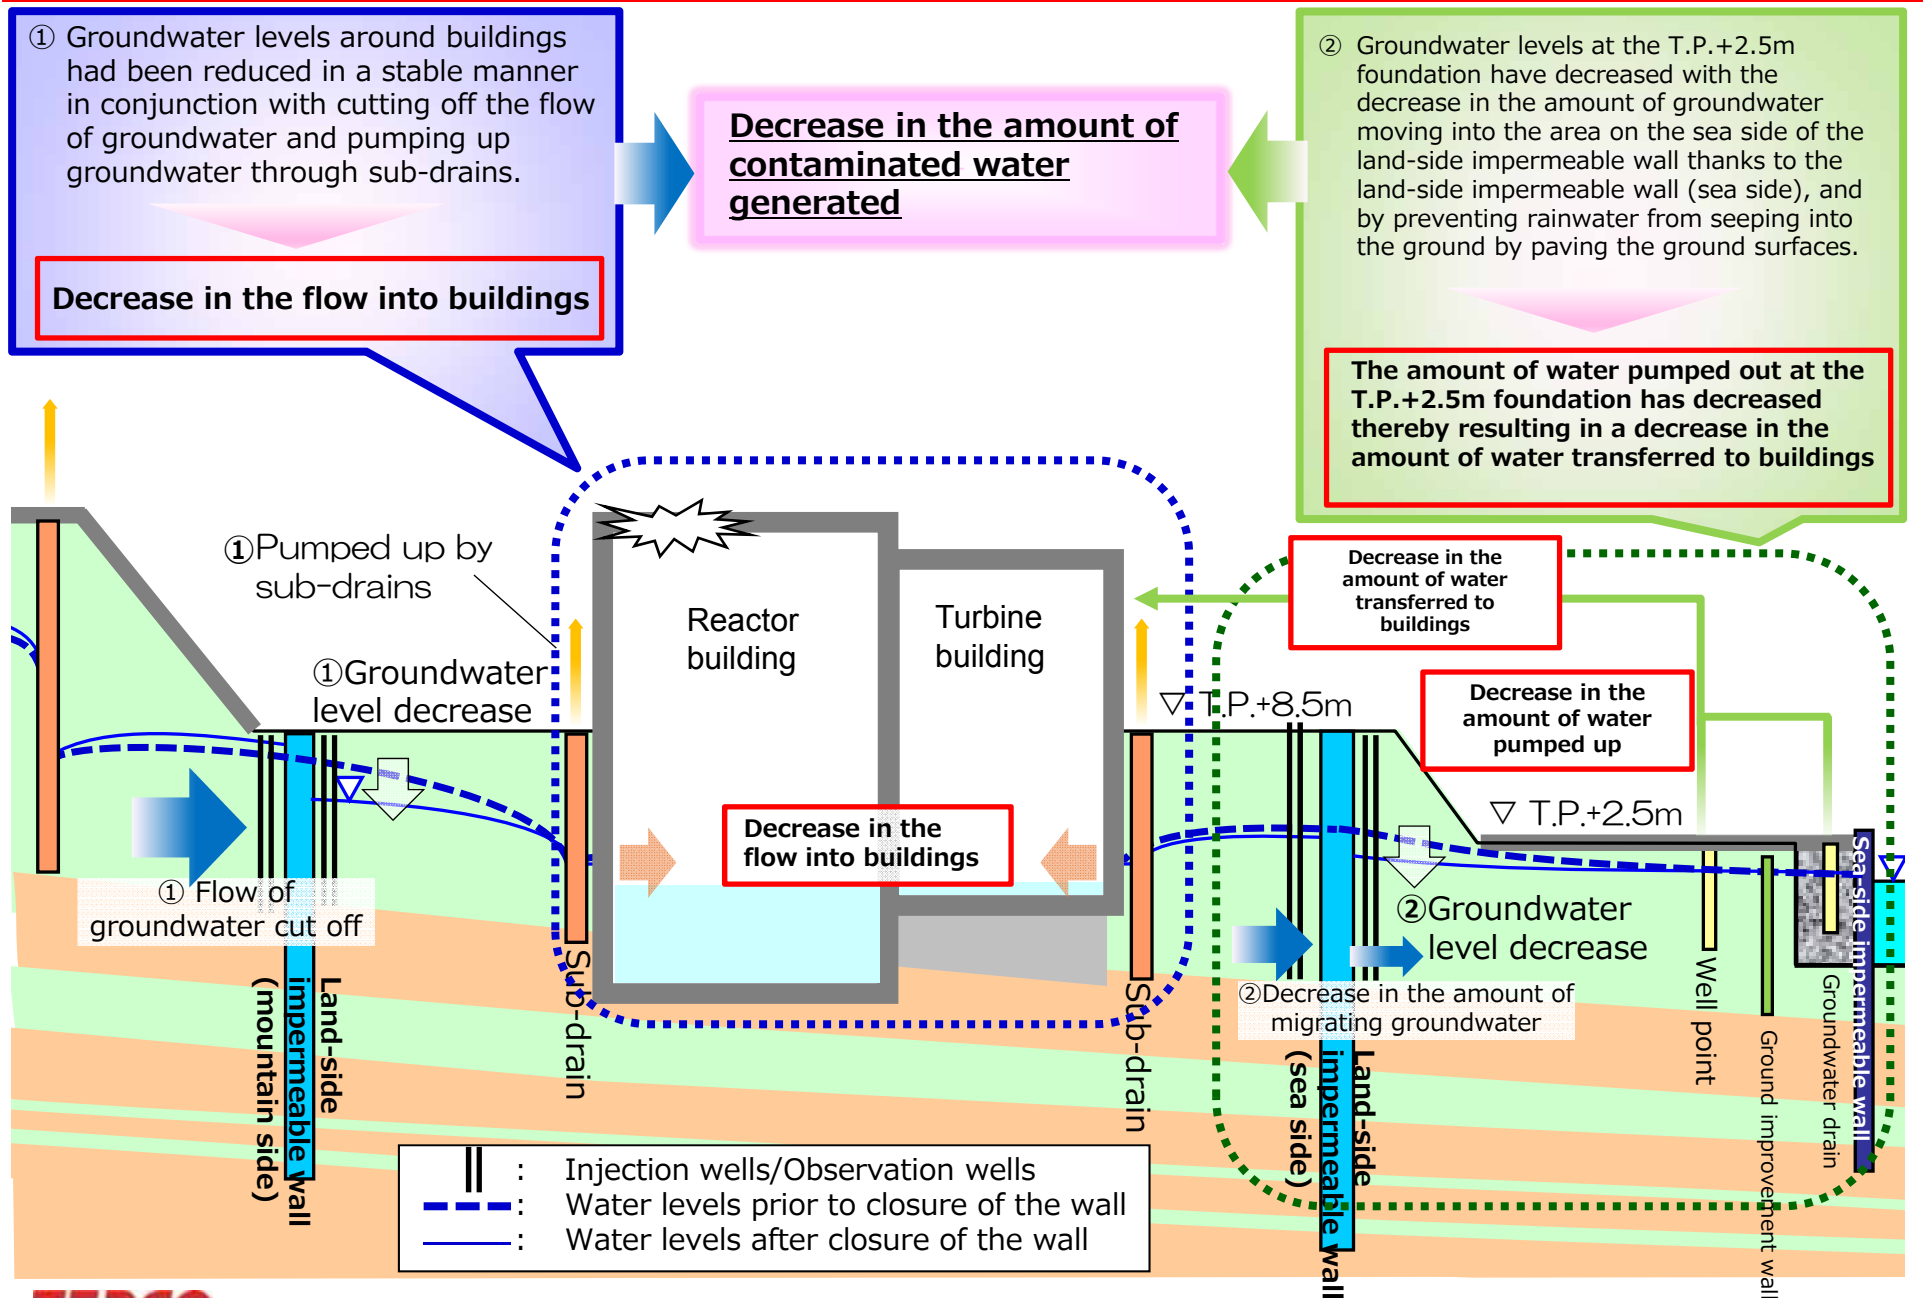 ① Groundwater levels around buildings
had been reduced in a stable manner
in conjunction with cutting off the flow
of groundwater and pumping up
groundwater through sub-drains.
Decrease in the flow into buildings
Decrease in the amount of
contaminated water
generated
② Groundwater levels at the T.P.+2.5m
foundation have decreased with the
decrease in the amount of groundwater
moving into the area on the sea side of the
land-side impermeable wall thanks to the
land-side impermeable wall (sea side), and
by preventing rainwater from seeping into
the ground by paving the ground surfaces.
The amount of water pumped out at the
T.P.+2.5m foundation has decreased
thereby resulting in a decrease in the
amount of water transferred to buildings
①Pumped up by
sub-drains
①Groundwater
level decrease
Reactor
building
Turbine
building
Decrease in the
amount of water
transferred to
buildings
Decrease in the
amount of water
pumped up
▽ T.P.+8.5m
▽ T.P.+2.5m
Decrease in the
flow into buildings
① Flow of
groundwater cut off
②Groundwater
level decrease
②Decrease in the amount of
migrating groundwater
Land-side
impermeable wall
(mountain side)
Sub-drain
Sub-drain
Land-side
impermeable wall
(sea side)
Well point
Ground improvement wall
Groundwater drain
Sea-side impermeable wall
: Injection wells/Observation wells
: Water levels prior to closure of the wall
: Water levels after closure of the wall